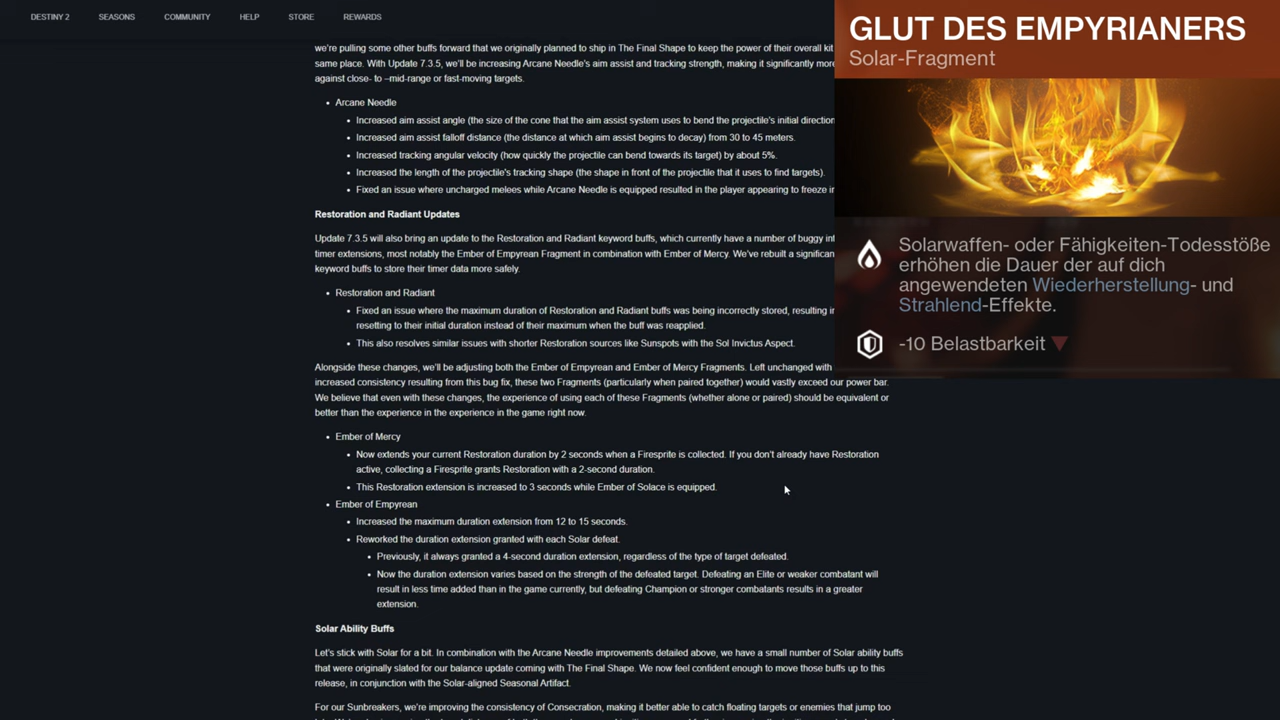 DESTINY 2 SEASONS COMMUNITY HELP STORE REWARDS
we're pulling some other buffs forward that we originally planned to ship in The Final Shape to keep the power of their overall kit
same place. With Update 7.3.5, we'll be increasing Arcane Needle's aim assist and tracking strength, making it significantly more
against close- to –mid-range or fast-moving targets.
• Arcane Needle
• Increased aim assist angle (the size of the cone that the aim assist system uses to bend the projectile's initial direction
• Increased aim assist falloff distance (the distance at which aim assist begins to decay) from 30 to 45 meters.
• Increased tracking angular velocity (how quickly the projectile can bend towards its target) by about 5%.
• Increased the length of the projectile's tracking shape (the shape in front of the projectile that it uses to find targets).
• Fixed an issue where uncharged melees while Arcane Needle is equipped resulted in the player appearing to freeze in
Restoration and Radiant Updates
Update 7.3.5 will also bring an update to the Restoration and Radiant keyword buffs, which currently have a number of buggy
timer extensions, most notably the Ember of Empyrean Fragment in combination with Ember of Mercy. We've rebuilt a
keyword buffs to store their timer data more safely.
• Restoration and Radiant
• Fixed an issue where the maximum duration of Restoration and Radiant buffs was being incorrectly stored, resulting
resetting to their initial duration instead of their maximum when the buff was reapplied.
• This also resolves similar issues with shorter Restoration sources like Sunspots with the Sol Invictus Aspect.
Alongside these changes, we'll be adjusting both the Ember of Empyrean and Ember of Mercy Fragments. Left unchanged with
increased consistency resulting from this bug fix, these two Fragments (particularly when paired together) would vastly exceed our power bar.
We believe that even with these changes, the experience of using each of these Fragments (whether alone or paired) should be equivalent or
better than the experience in the experience in the game right now.
• Ember of Mercy
• Now extends your current Restoration duration by 2 seconds when a Firesprite is collected. If you don't already have Restoration
active, collecting a Firesprite grants Restoration with a 2-second duration.
• This Restoration extension is increased to 3 seconds while Ember of Solace is equipped.
• Ember of Empyrean
• Increased the maximum duration extension from 12 to 15 seconds.
• Reworked the duration extension granted with each Solar defeat.
• Previously, it always granted a 4-second duration extension, regardless of the type of target defeated.
• Now the duration extension varies based on the strength of the defeated target. Defeating an Elite or weaker combatant will
result in less time added than in the game currently, but defeating Champion or stronger combatants results in a greater
extension.
Solar Ability Buffs
Let's stick with Solar for a bit. In combination with the Arcane Needle improvements detailed above, we have a small number of Solar ability buffs
that were originally slated for our balance update coming with The Final Shape. We now feel confident enough to move those buffs up to this
release, in conjunction with the Solar-aligned Seasonal Artifact.
For our Sunbreakers, we're improving the consistency of Consecration, making it better able to catch floating targets or enemies that jump too
GLUT DES EMPYRIANERS
Solar-Fragment
Solarwaffen- oder Fähigkeiten-Todesstöße
erhöhen die Dauer der auf dich
angewendeten Wiederherstellung- und
Strahlend-Effekte.
-10 Belastbarkeit